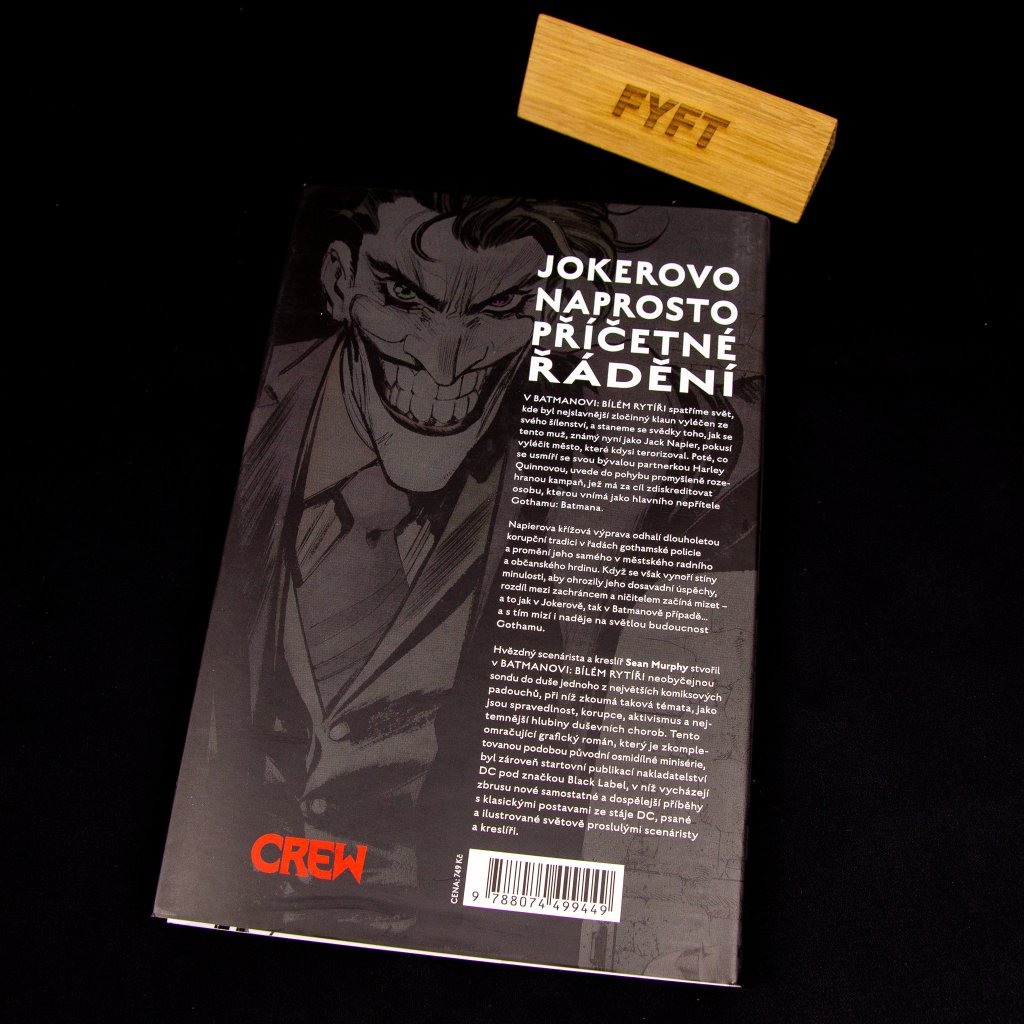 FYFT
JOKEROVO
NAPROSTO
PŘÍČETNÉ
ŘÁDĚNÍ
V BATMANOVI: BÍLÉM RYTÍŘI spatříme svět,
kde byl nejslavnější zločinný klaun vyléčen ze
svého šílenství, a staneme se svědky toho, jak se
tento muž, známý nyní jako Jack Napier, pokusí
vyléčit město, které kdysi terorizoval. Poté, co
se usmíří se svou bývalou partnerkou Harley
Quinnovou, uvede do pohybu promyšleně roze-
hranou kampaň, jež má za cíl zdiskreditovat
osobu, kterou vnímá jako hlavního nepřítele
Gothamu: Batmana.
Napierova křížová výprava odhalí dlouholetou
korupční tradici v řadách gothamské policie
a promění jeho samého v městského radního
a občanského hrdinu. Když se však vynoří stíny
minulosti, aby ohrozily jeho dosavadní úspěchy,
rozdíl mezi zachráncem a ničitelem začíná mizet –
a to jak v Jokerově, tak v Batmanově případě...
a s tím mizí i naděje na světlou budoucnost
Gothamu.
Hvězdný scenárista a kreslíř Sean Murphy stvořil
v BATMANOVI: BÍLÉM RYTÍŘI neobyčejnou
sondu do duše jednoho z největších komiksových
padouchů, při níž zkoumá taková témata, jako
jsou spravedlnost, korupce, aktivismus a nej-
temnější hlubiny duševních chorob. Tento
omračující grafický román, který je zkomple-
tovanou podobou původní osmidílné minisérie,
byl zároveň startovní publikací nakladatelství
DC pod značkou Black Label, v níž vycházejí
zbrusu nové samostatné a dospělejší příběhy
s klasickými postavami ze stáje DC, psané
a ilustrované světově proslulými scenáristy
a kreslíři.
CREW
CENA: 749 Kč
9 788074 499449